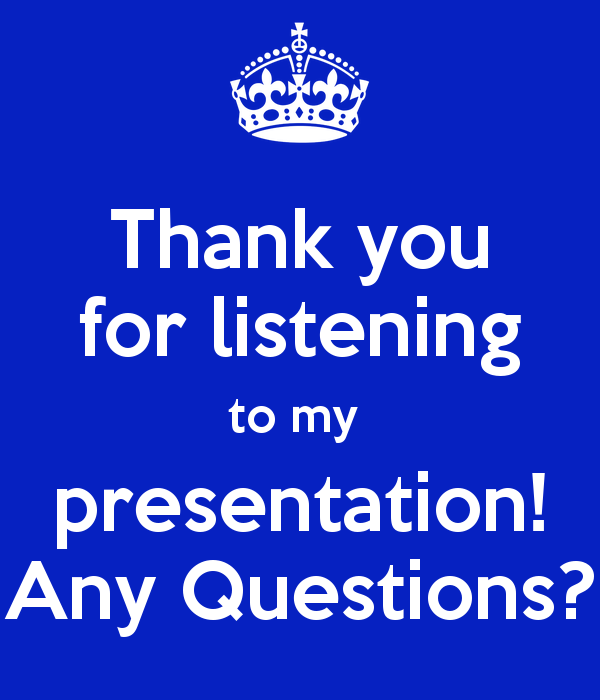 Thank you
for listening
to my
presentation!
Any Questions?